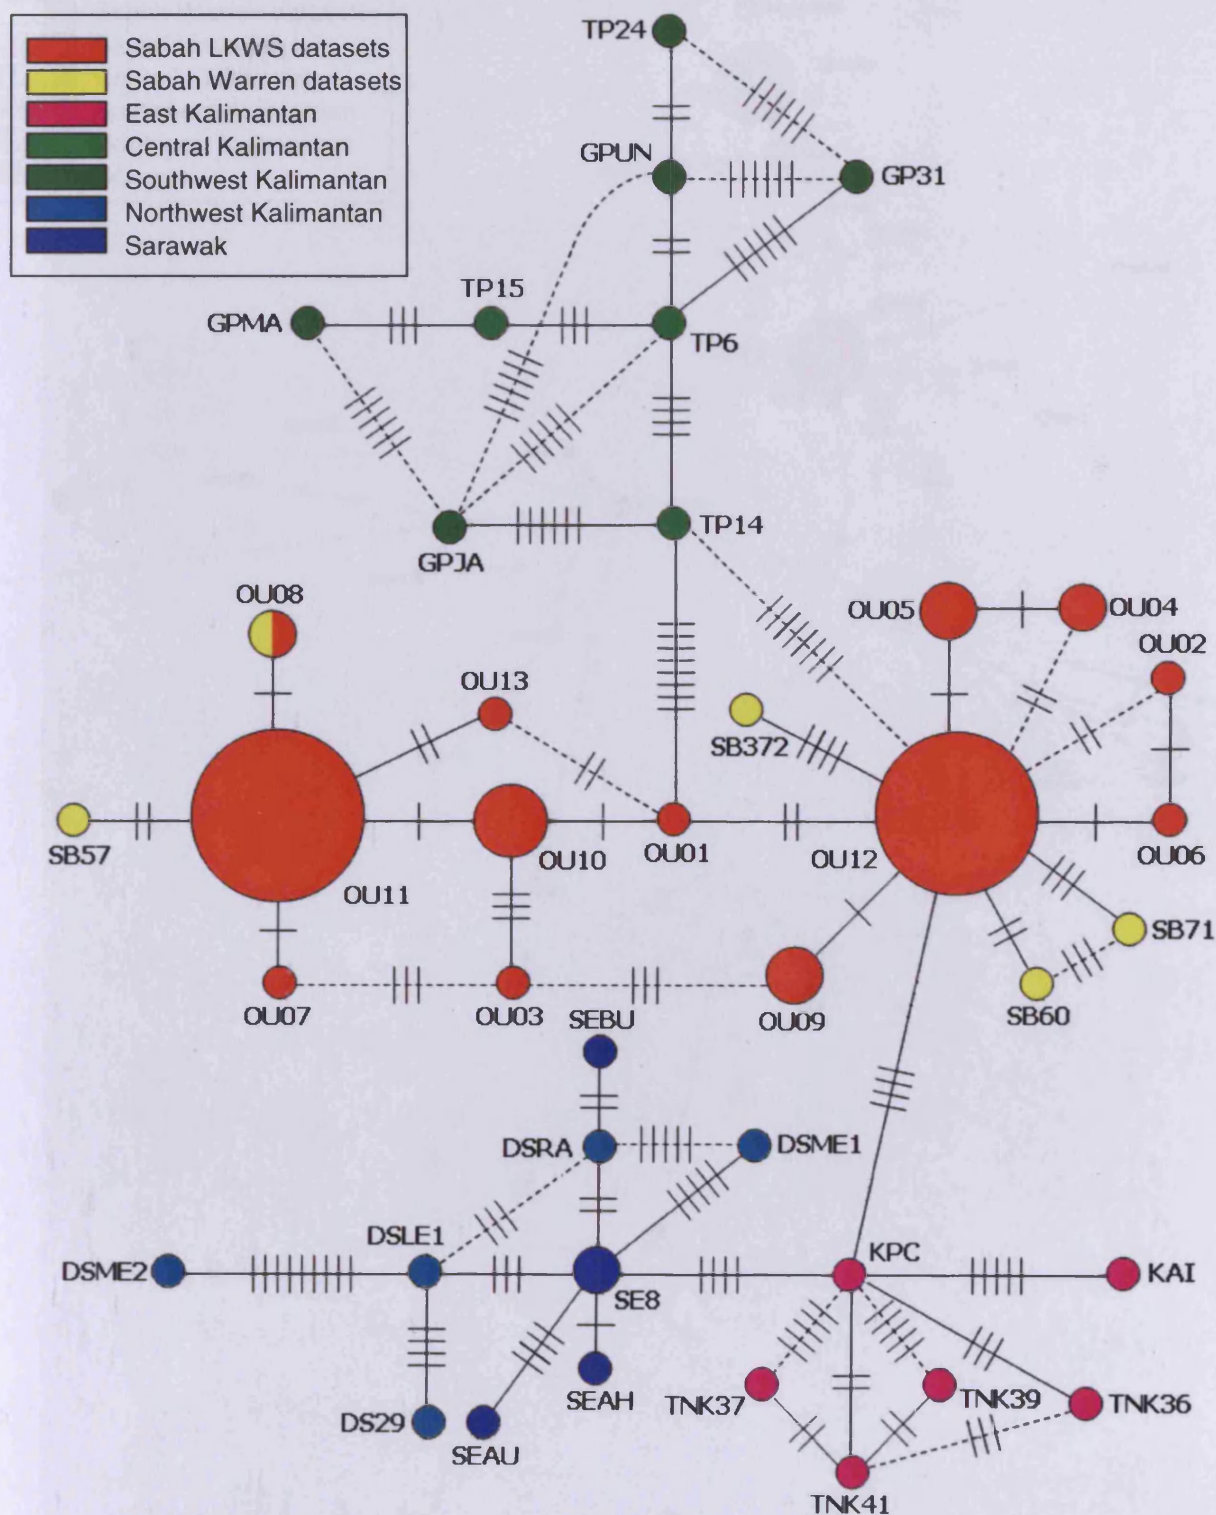 Sabah LKWS datasets
Sabah Warren datasets
East Kalimantan
Central Kalimantan
Southwest Kalimantan
Northwest Kalimantan
Sarawak
TP24
GPUN
GP31
TP15
GPMA
TP6
TP14
GPJA
OU08
OU05
OU04
OU02
OU13
SB372
SB57
OU11
OU10
OU01
OU12
OU06
SB71
OU07
OU03
OU09
SB60
SEBU
DSRA
DSME1
DSLE1
KPC
DSME2
SE8
KAI
SEAH
TNK37
TNK39
TNK36
DS29
SEAU
TNK41